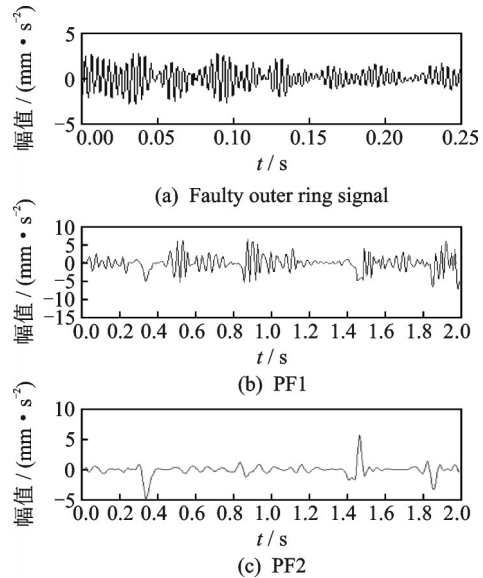 幅值 / (mm·s⁻²)
5
0
−5
0.00 0.05 0.10 0.15 0.20 0.25
t / s
(a) Faulty outer ring signal
幅值 / (mm·s⁻²)
10
5
0
−5
−10
−15
0.0 0.2 0.4 0.6 0.8 1.0 1.2 1.4 1.6 1.8 2.0
t / s
(b) PF1
幅值 / (mm·s⁻²)
10
5
0
−5
0.0 0.2 0.4 0.6 0.8 1.0 1.2 1.4 1.6 1.8 2.0
t / s
(c) PF2